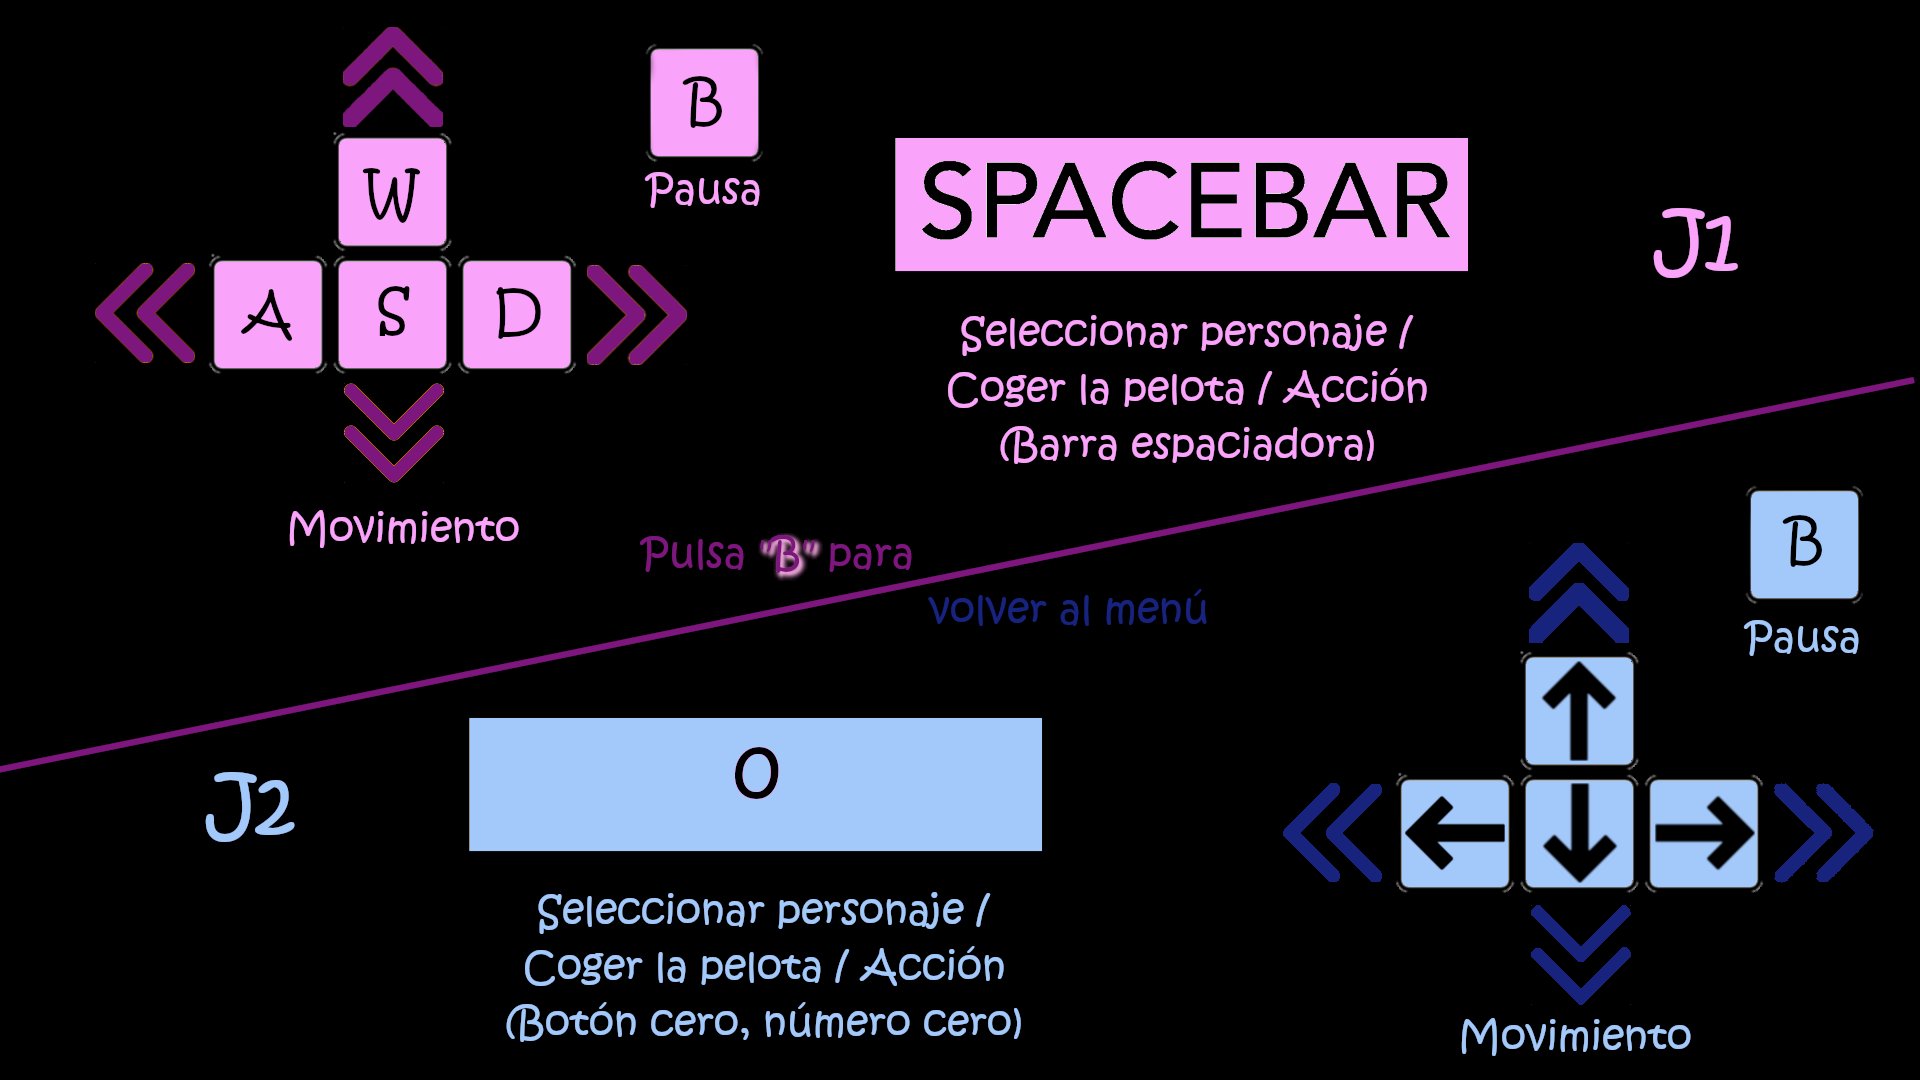 B
Pausa
W
A S D
Movimiento
SPACEBAR
Seleccionar personaje /
Coger la pelota / Acción
(Barra espaciadora)
J1
Pulsa "B" para
volver al menú
J2
0
Seleccionar personaje /
Coger la pelota / Acción
(Botón cero, número cero)
B
Pausa
Movimiento